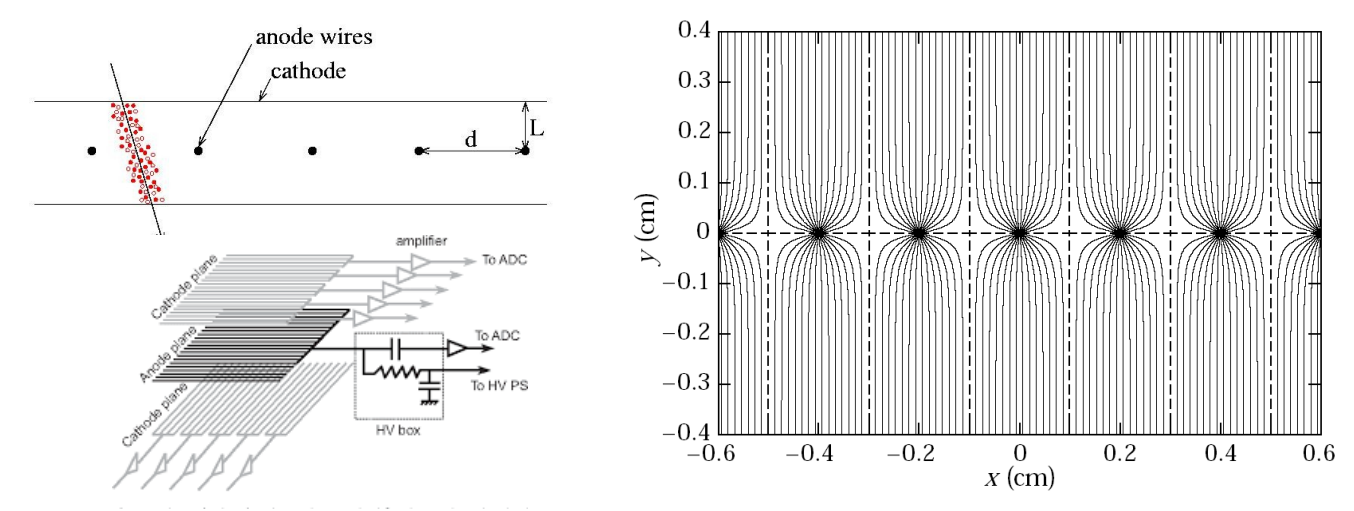 anode wires
cathode
L
d
amplifier
To ADC
Cathode plane
Anode plane
To ADC
To HV PS
Cathode plane
HV box
0.4
0.3
0.2
0.1
0
−0.1
−0.2
−0.3
−0.4
y (cm)
−0.6 −0.4 −0.2 0 0.2 0.4 0.6
x (cm)